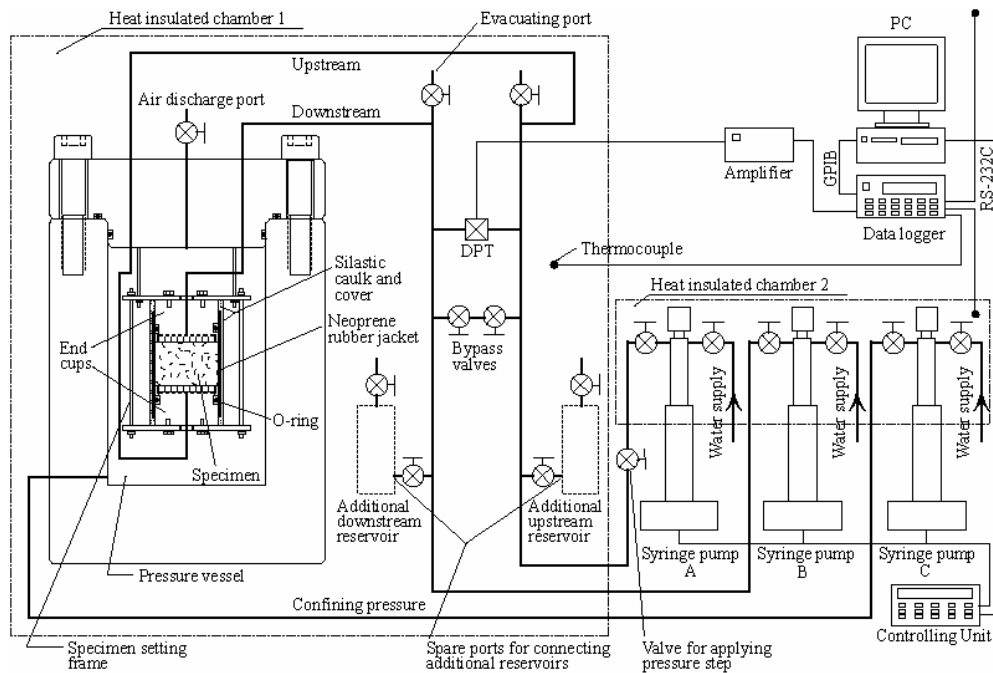 Heat insulated chamber 1
Evacuating port
PC
Upstream
Air discharge port
Downstream
Amplifier
GPIB
RS-232C
Data logger
DPT
Thermocouple
Silastic
caulk and
cover
Heat insulated chamber 2
Neoprene
rubber jacket
End
cups
Bypass
valves
Water supply
Water supply
Water supply
O-ring
Specimen
Additional
downstream
reservoir
Additional
upstream
reservoir
Syringe pump
A
Syringe pump
B
Syringe pump
C
Pressure vessel
Confining pressure
Controlling Unit
Specimen setting
frame
Spare ports for connecting
additional reservoirs
Valve for applying
pressure step